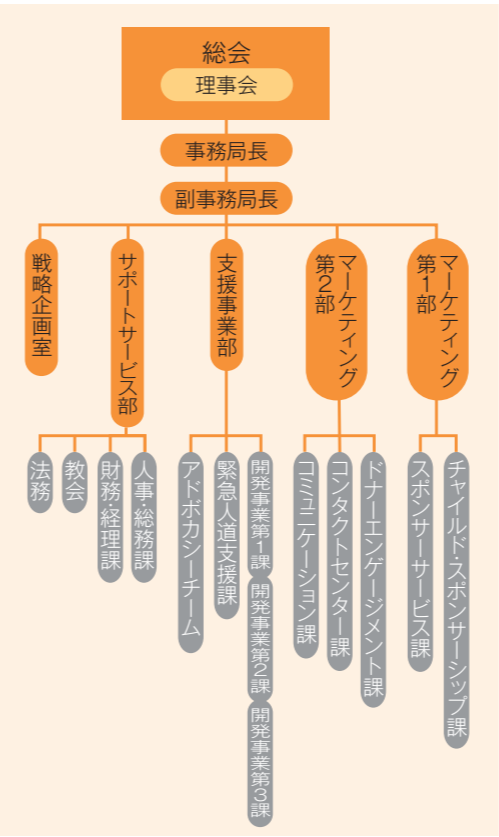 総会
理事会
事務局長
副事務局長
マーケティング
第1部
マーケティング
第2部
支援事業部
サポートサービス部
戦略企画室
チャイルド・スポンサーシップ課
スポンサーサービス課
ドナーエンゲージメント課
コンタクトセンター課
コミュニケーション課
開発事業第1課
開発事業第2課
開発事業第3課
緊急人道支援課
アドボカシーチーム
人事・総務課
財務・経理課
教会
法務